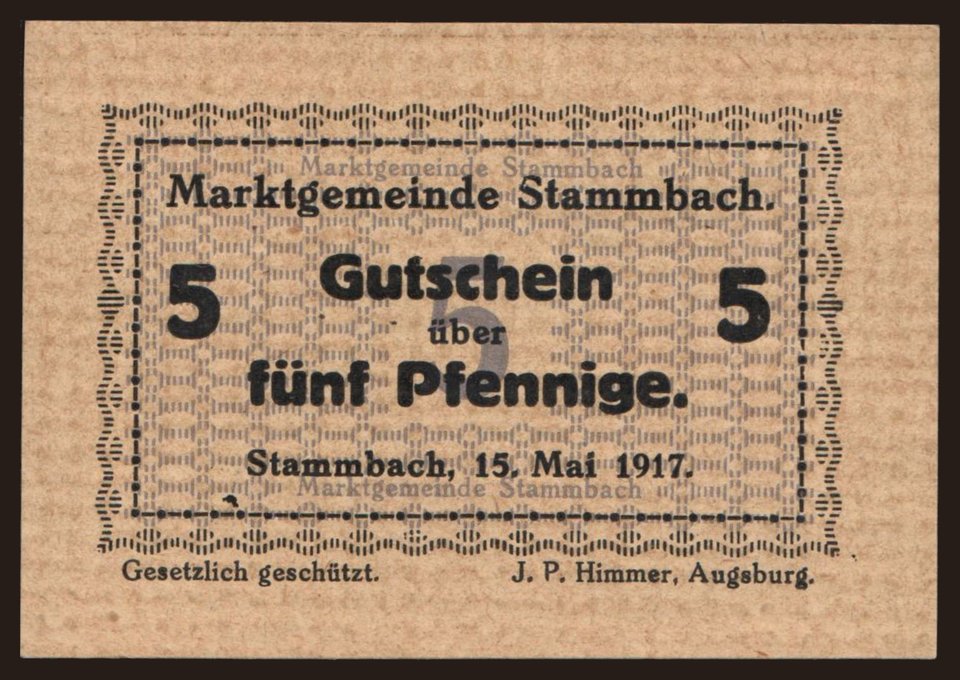 Marktgemeinde Stammbach
Marktgemeinde Stammbach.
5 Gutschein 5
5
über
fünf Pfennige.
Stammbach, 15. Mai 1917.
Marktgemeinde Stammbach
Gesetzlich geschützt. J. P. Himmer, Augsburg.